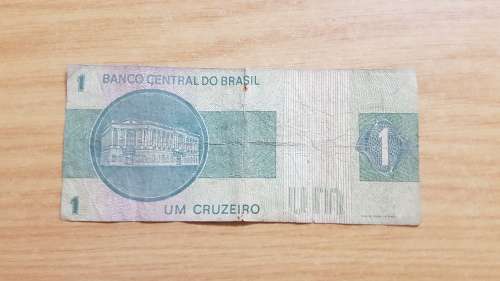 1 BANCO CENTRAL DO BRASIL
1
um
1 UM CRUZEIRO